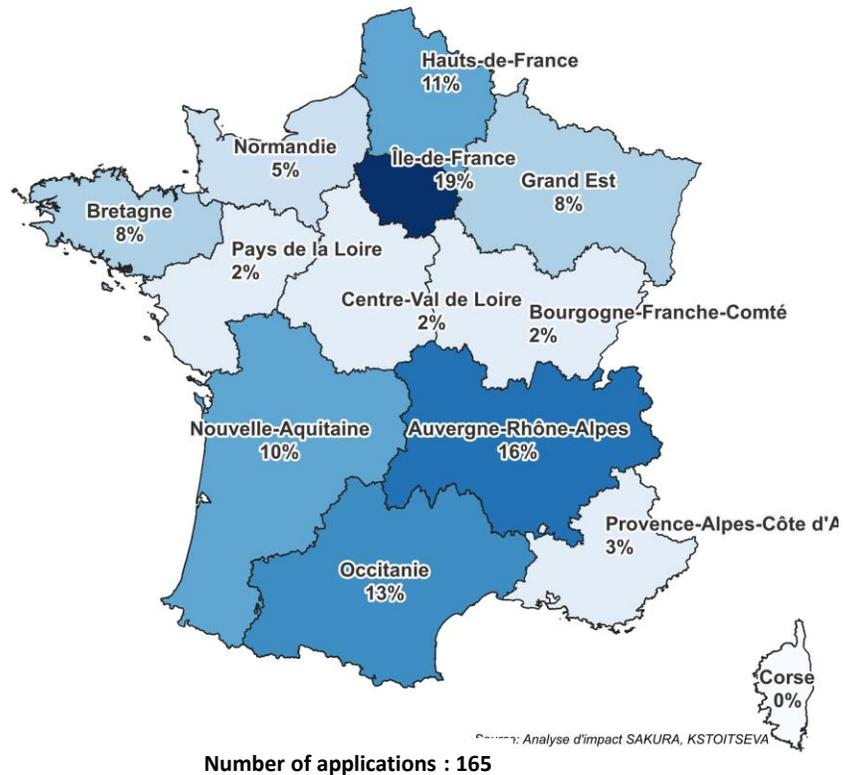 Hauts-de-France
11%
Normandie
5%
Île-de-France
19%
Grand Est
8%
Bretagne
8%
Pays de la Loire
2%
Centre-Val de Loire
2%
Bourgogne-Franche-Comté
2%
Nouvelle-Aquitaine
10%
Auvergne-Rhône-Alpes
16%
Provence-Alpes-Côte d'A
3%
Occitanie
13%
Corse
0%
Source: Analyse d'impact SAKURA, KSTOITSEVA
Number of applications : 165